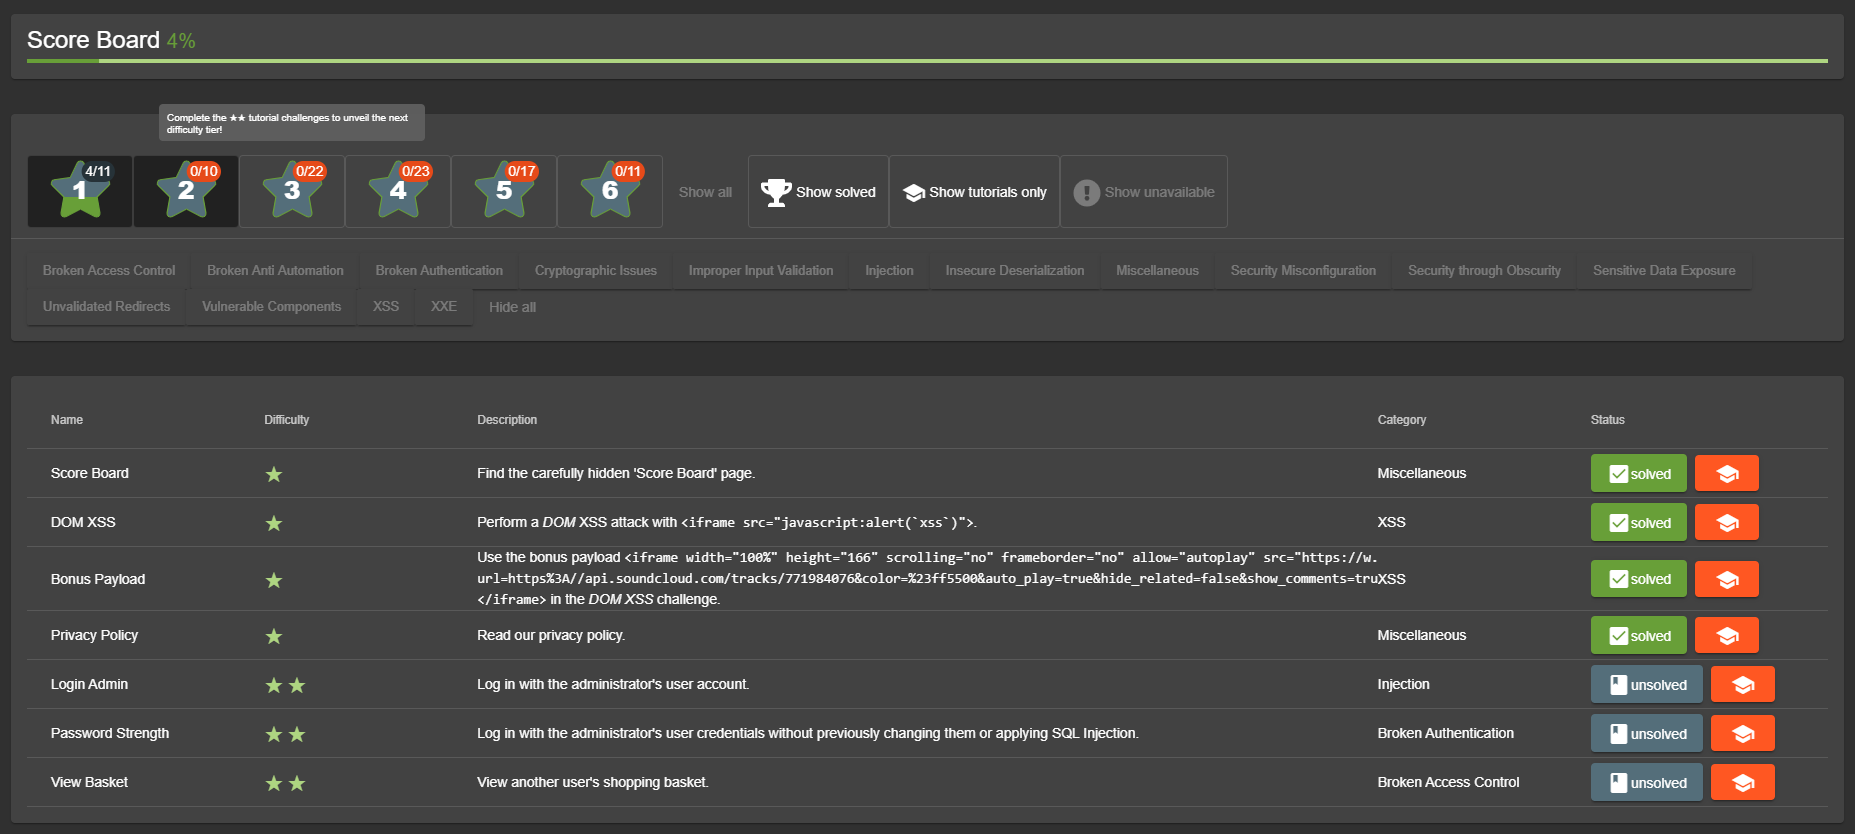 Score Board 4%
Complete the ★★ tutorial challenges to unveil the next
difficulty tier!
1 4/11 2 0/10 3 0/22 4 0/23 5 0/17 6 0/11 Show all Show solved Show tutorials only Show unavailable
Broken Access Control Broken Anti Automation Broken Authentication Cryptographic Issues Improper Input Validation Injection Insecure Deserialization Miscellaneous Security Misconfiguration Security through Obscurity Sensitive Data Exposure
Unvalidated Redirects Vulnerable Components XSS XXE Hide all
Name Difficulty Description Category Status
Score Board ★ Find the carefully hidden 'Score Board' page. Miscellaneous solved
DOM XSS ★ Perform a DOM XSS attack with <iframe src="javascript:alert(`xss`)">. XSS solved
Use the bonus payload <iframe width="100%" height="166" scrolling="no" frameborder="no" allow="autoplay" src="https://w.
Bonus Payload ★ url=https%3A//api.soundcloud.com/tracks/771984076&color=%23ff5500&auto_play=true&hide_related=false&show_comments=tru XSS solved
</iframe> in the DOM XSS challenge.
Privacy Policy ★ Read our privacy policy. Miscellaneous solved
Login Admin ★★ Log in with the administrator's user account. Injection unsolved
Password Strength ★★ Log in with the administrator's user credentials without previously changing them or applying SQL Injection. Broken Authentication unsolved
View Basket ★★ View another user's shopping basket. Broken Access Control unsolved